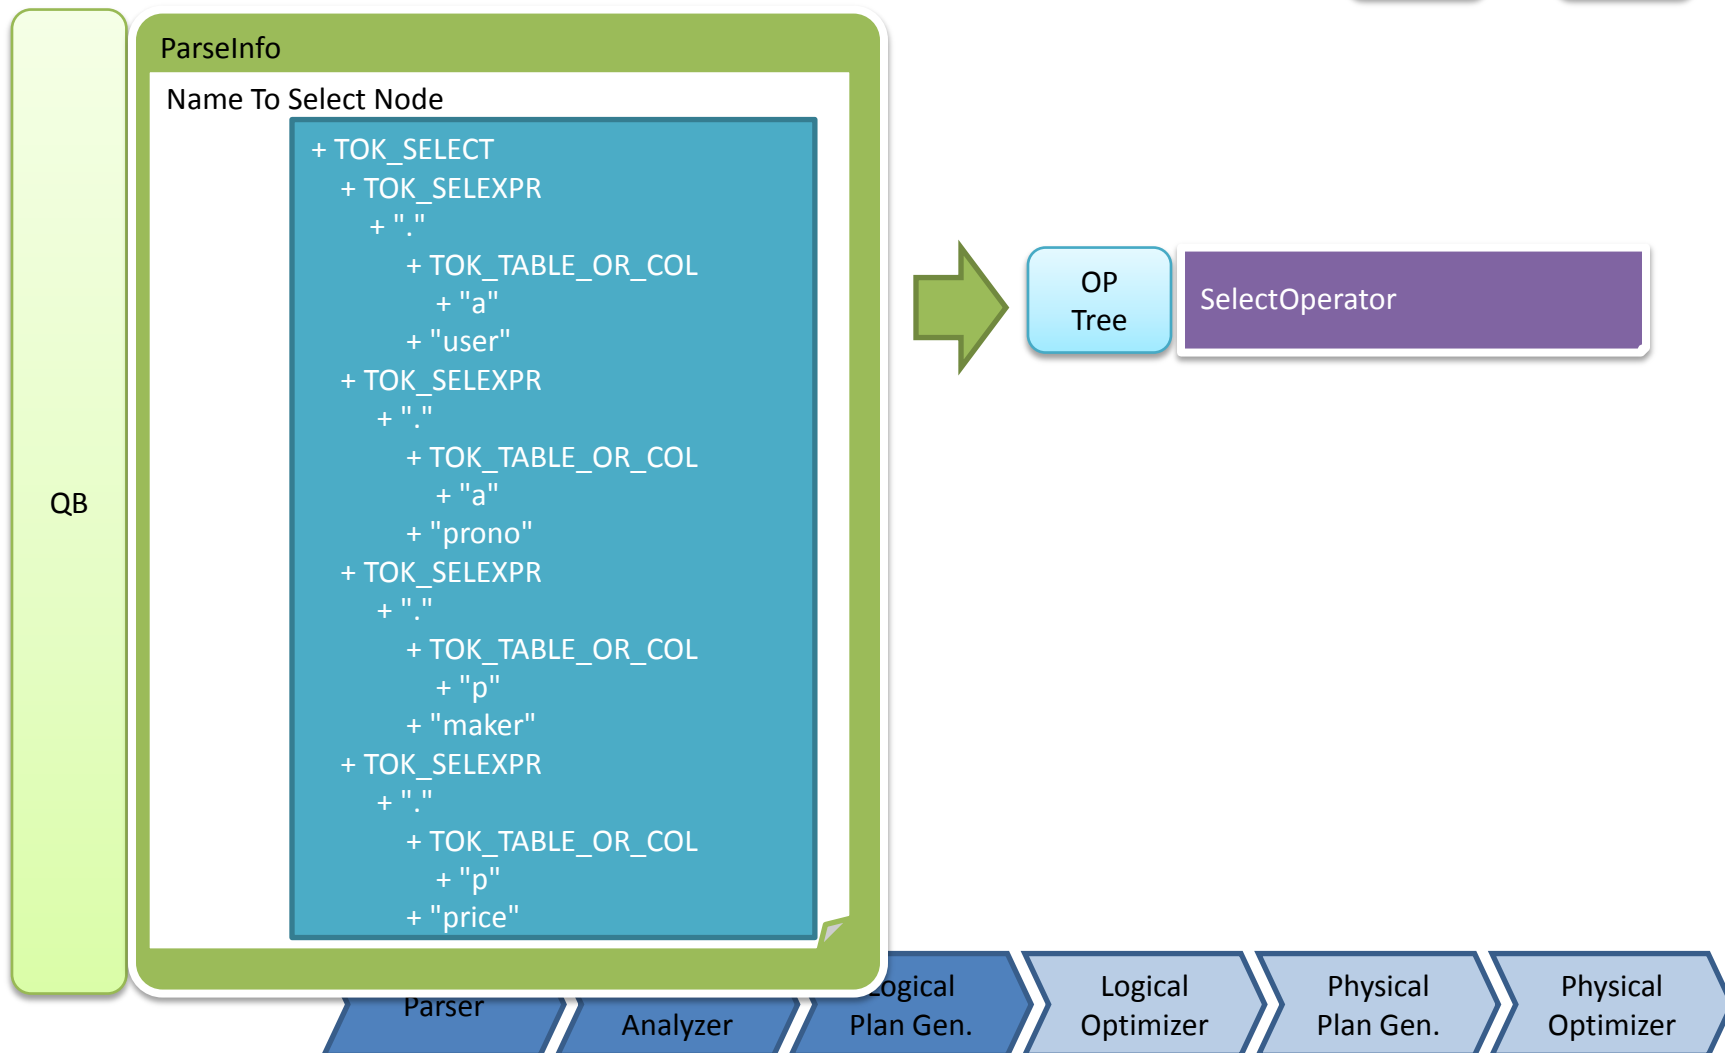 ParseInfo
Name To Select Node
+ TOK_SELECT
+ TOK_SELEXPR
+ "."
+ TOK_TABLE_OR_COL
+ "a"
+ "user"
+ TOK_SELEXPR
+ "."
+ TOK_TABLE_OR_COL
+ "a"
+ "prono"
+ TOK_SELEXPR
+ "."
+ TOK_TABLE_OR_COL
+ "p"
+ "maker"
+ TOK_SELEXPR
+ "."
+ TOK_TABLE_OR_COL
+ "p"
+ "price"
QB
OP
Tree
SelectOperator
Parser
Analyzer
Logical
Plan Gen.
Logical
Optimizer
Physical
Plan Gen.
Physical
Optimizer